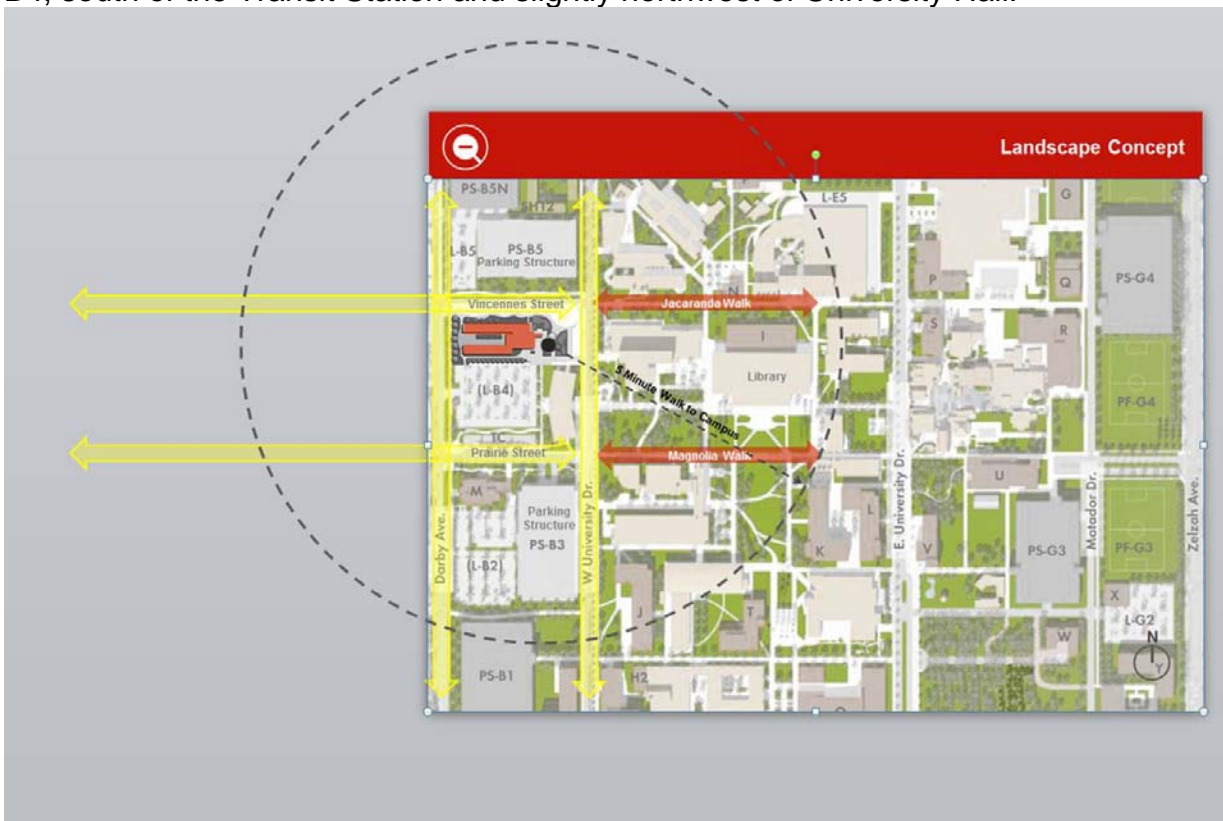 B4, south of the Transit Station and slightly northwest of University Hall.
Landscape Concept
PS-B5N
SH12
L-E5
G
L-B5
PS-B5
Parking Structure
P
Q
PS-G4
N
Vincennes Street
Jacaranda Walk
S
R
I
Library
(L-B4)
5 Minute Walk to Campus
PF-G4
TC
Prairie Street
Magnolia Walk
M
U
Parking
Structure
PS-B3
Darby Ave.
W University Dr.
E. University Dr.
Matador Dr.
Zelzah Ave.
L
K
V
PS-G3
PF-G3
(L-B2)
J
T
X
L-G2
W
N
Y
PS-B1
H2